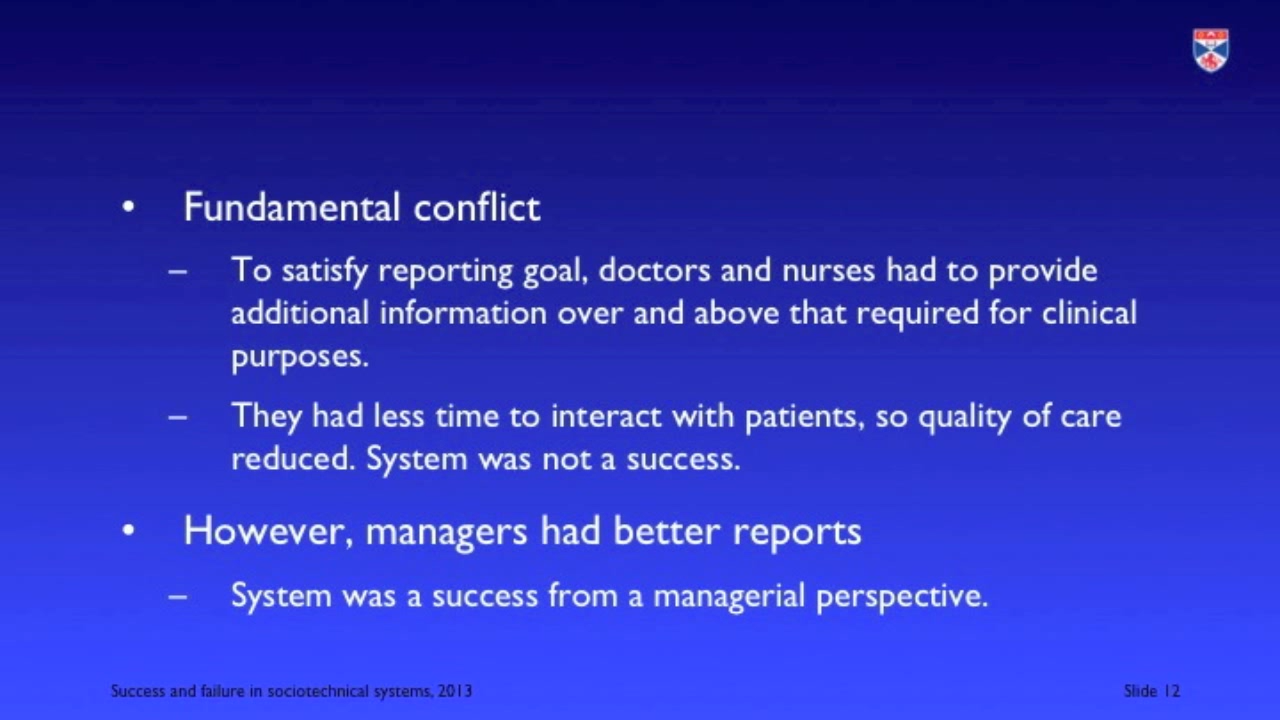 • Fundamental conflict
– To satisfy reporting goal, doctors and nurses had to provide
additional information over and above that required for clinical
purposes.
– They had less time to interact with patients, so quality of care
reduced. System was not a success.
• However, managers had better reports
– System was a success from a managerial perspective.
Success and failure in sociotechnical systems, 2013
Slide 12